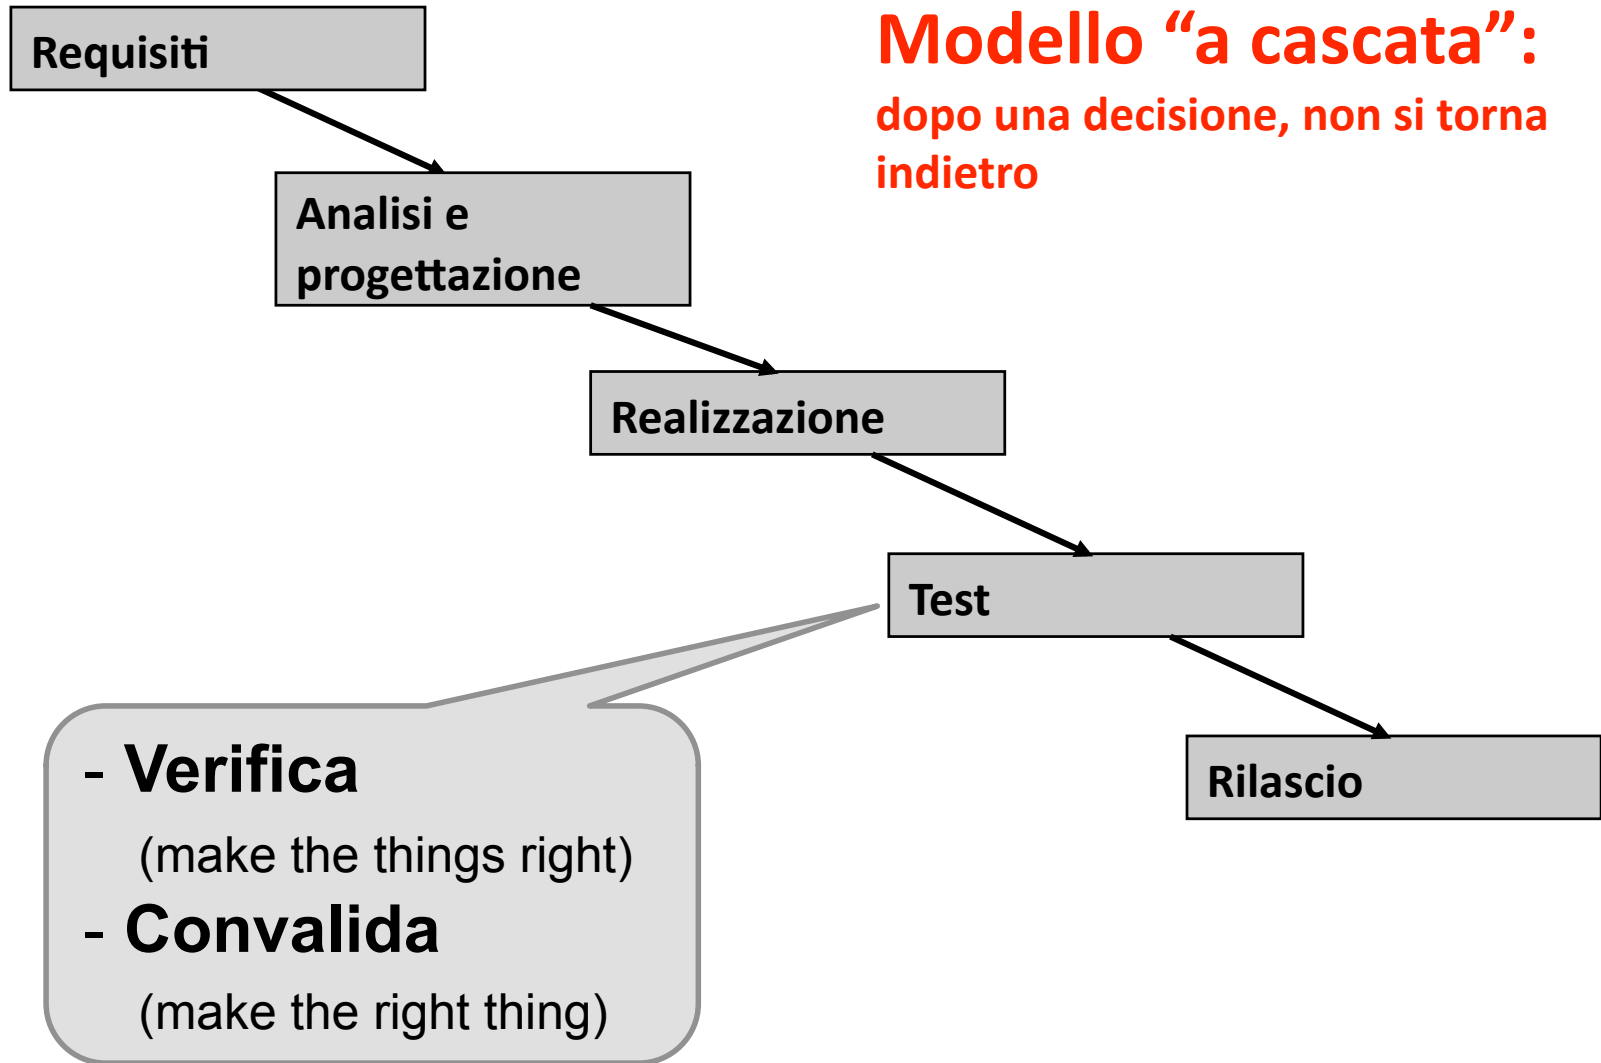 Modello “a cascata”:
dopo una decisione, non si torna
indietro
Requisiti
Analisi e
progettazione
Realizzazione
Test
Rilascio
- Verifica
(make the things right)
- Convalida
(make the right thing)